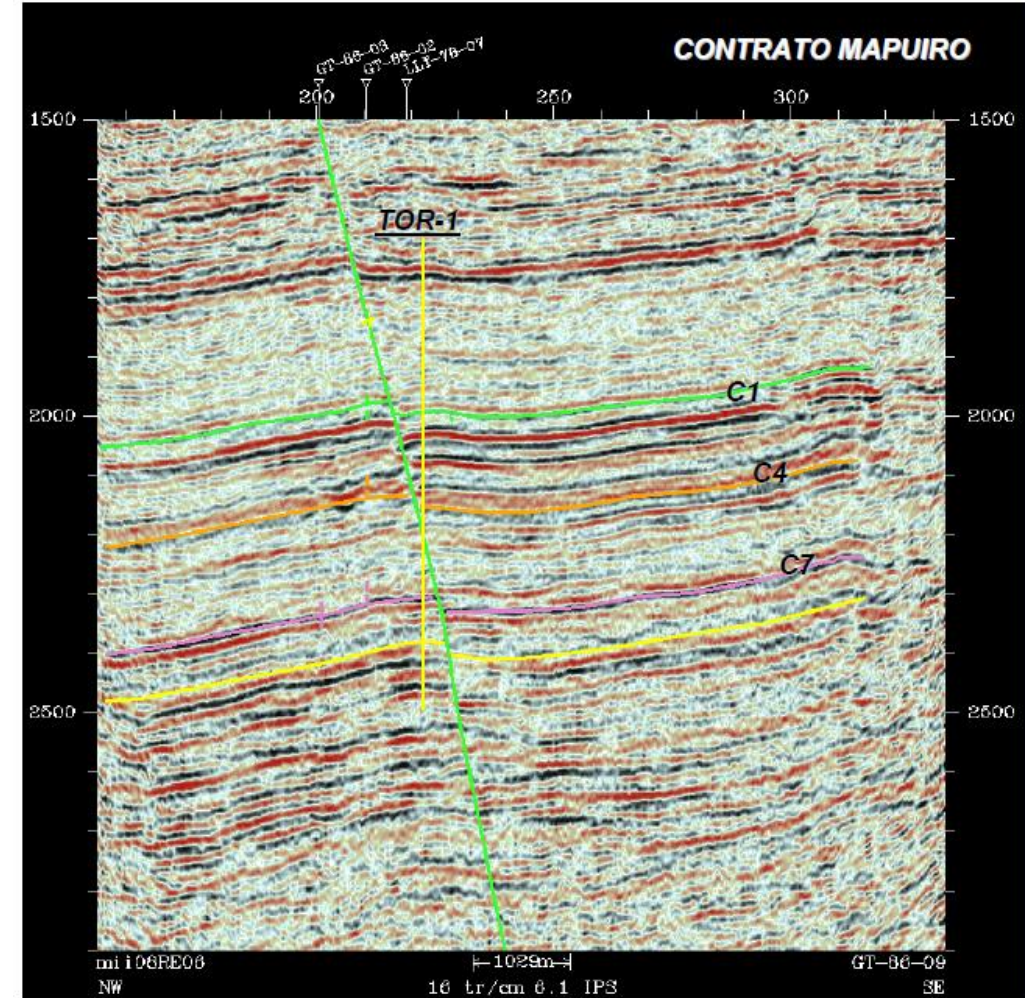 CONTRATO MAPUIRO
GT-86-03
GT-86-02
LLP-78-07
200 250 300
1500 1500
TOR-1
C1
2000 2000
C4
C7
2500 2500
mii06RE06 1029m GT-86-09
NW 16 tr/cm 6.1 IPS SE